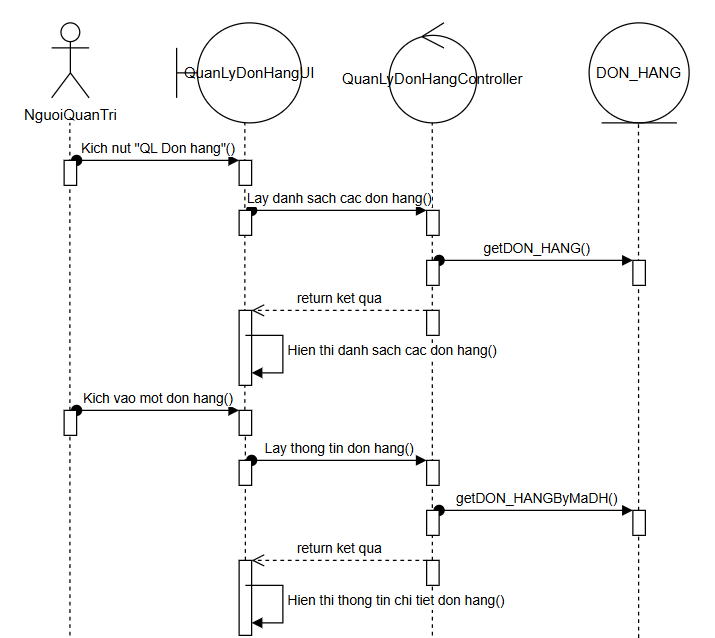 NguoiQuanTri
QuanLyDonHangUI
QuanLyDonHangController
DON_HANG
Kich nut "QL Don hang"()
Lay danh sach cac don hang()
getDON_HANG()
return ket qua
Hien thi danh sach cac don hang()
Kich vao mot don hang()
Lay thong tin don hang()
getDON_HANGByMaDH()
return ket qua
Hien thi thong tin chi tiet don hang()